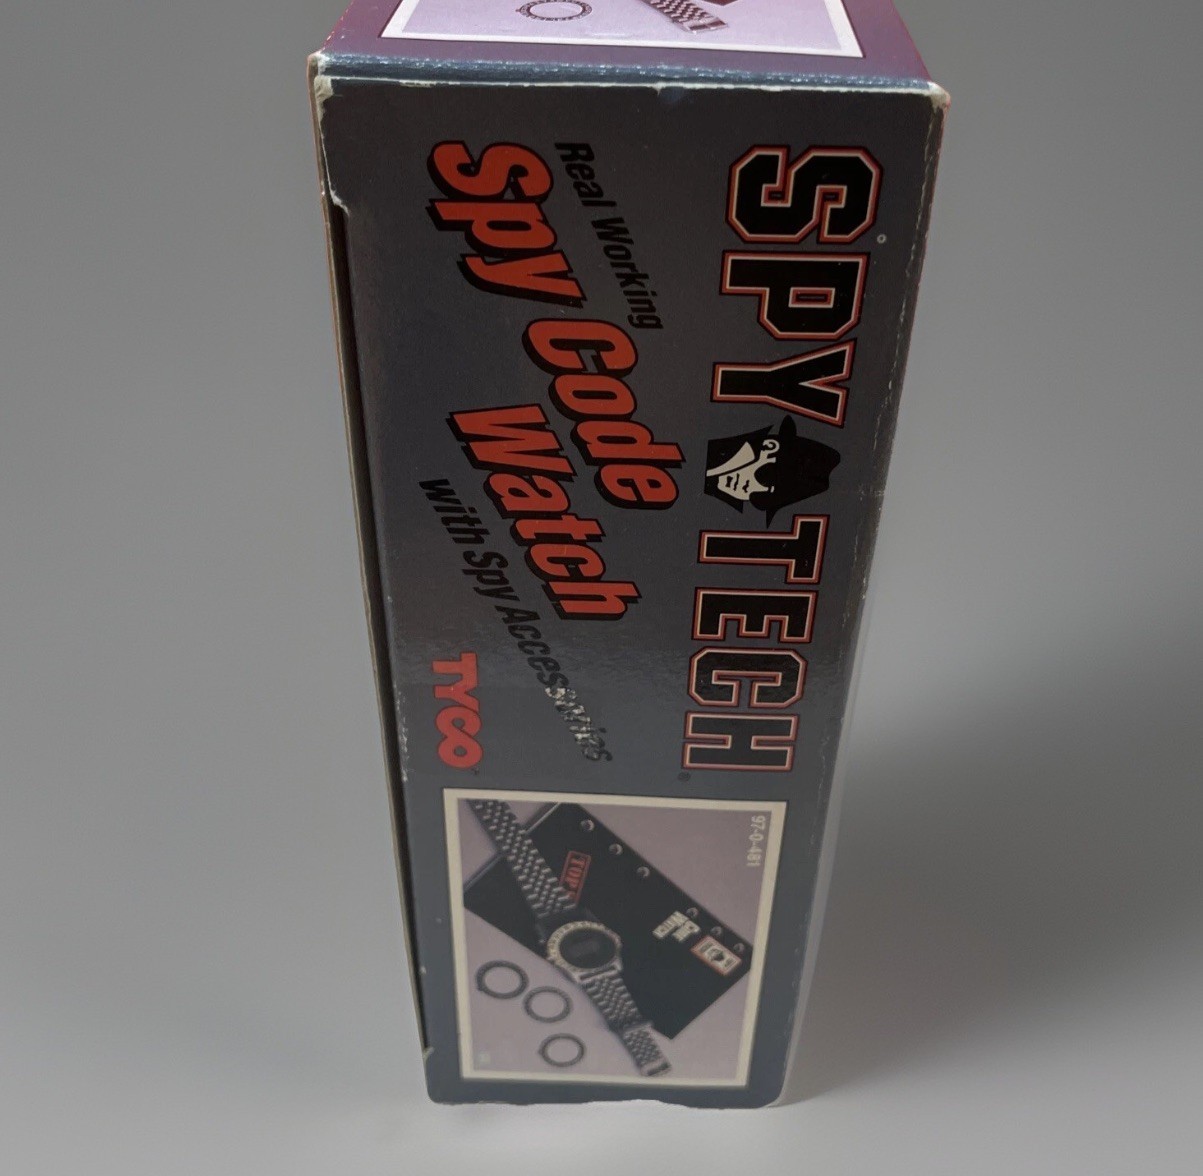 SPY TECH
Real Working
Spy Code
Watch
with Spy Accessories
TYCO
97-0-481
TOP